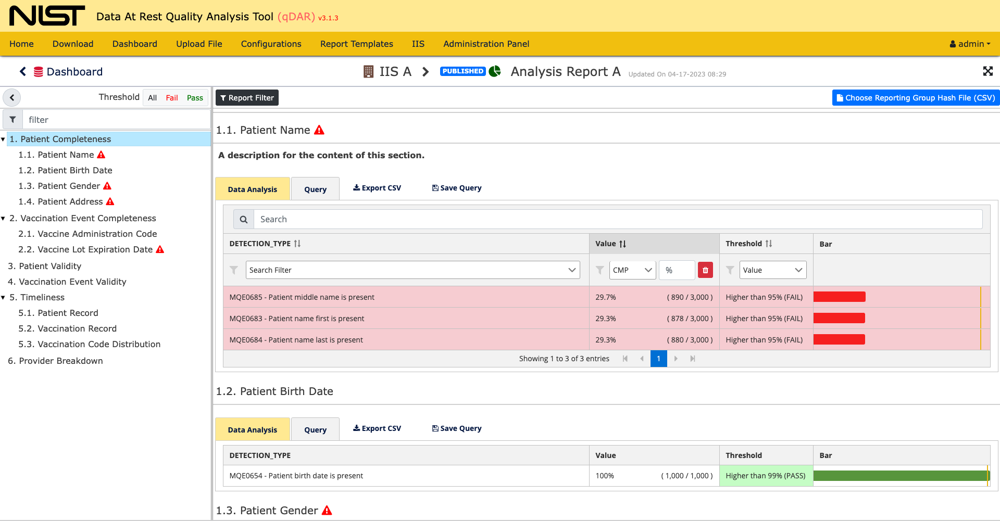 NIST Data At Rest Quality Analysis Tool (qDAR) v3.1.3
Home Download Dashboard Upload File Configurations Report Templates IIS Administration Panel admin
Dashboard IIS A PUBLISHED Analysis Report A Updated On 04-17-2023 08:29
Threshold All Fail Pass
filter
1. Patient Completeness
1.1. Patient Name
1.2. Patient Birth Date
1.3. Patient Gender
1.4. Patient Address
2. Vaccination Event Completeness
2.1. Vaccine Administration Code
2.2. Vaccine Lot Expiration Date
3. Patient Validity
4. Vaccination Event Validity
5. Timeliness
5.1. Patient Record
5.2. Vaccination Record
5.3. Vaccination Code Distribution
6. Provider Breakdown
Report Filter Choose Reporting Group Hash File (CSV)
1.1. Patient Name
A description for the content of this section.
Data Analysis Query Export CSV Save Query
Search
DETECTION_TYPE Value Threshold Bar
Search Filter CMP % Value
MQE0685 - Patient middle name is present 29.7% ( 890 / 3,000 ) Higher than 95% (FAIL)
MQE0683 - Patient name first is present 29.3% ( 878 / 3,000 ) Higher than 95% (FAIL)
MQE0684 - Patient name last is present 29.3% ( 880 / 3,000 ) Higher than 95% (FAIL)
Showing 1 to 3 of 3 entries 1
1.2. Patient Birth Date
Data Analysis Query Export CSV Save Query
DETECTION_TYPE Value Threshold Bar
MQE0654 - Patient birth date is present 100% ( 1,000 / 1,000 ) Higher than 99% (PASS)
1.3. Patient Gender